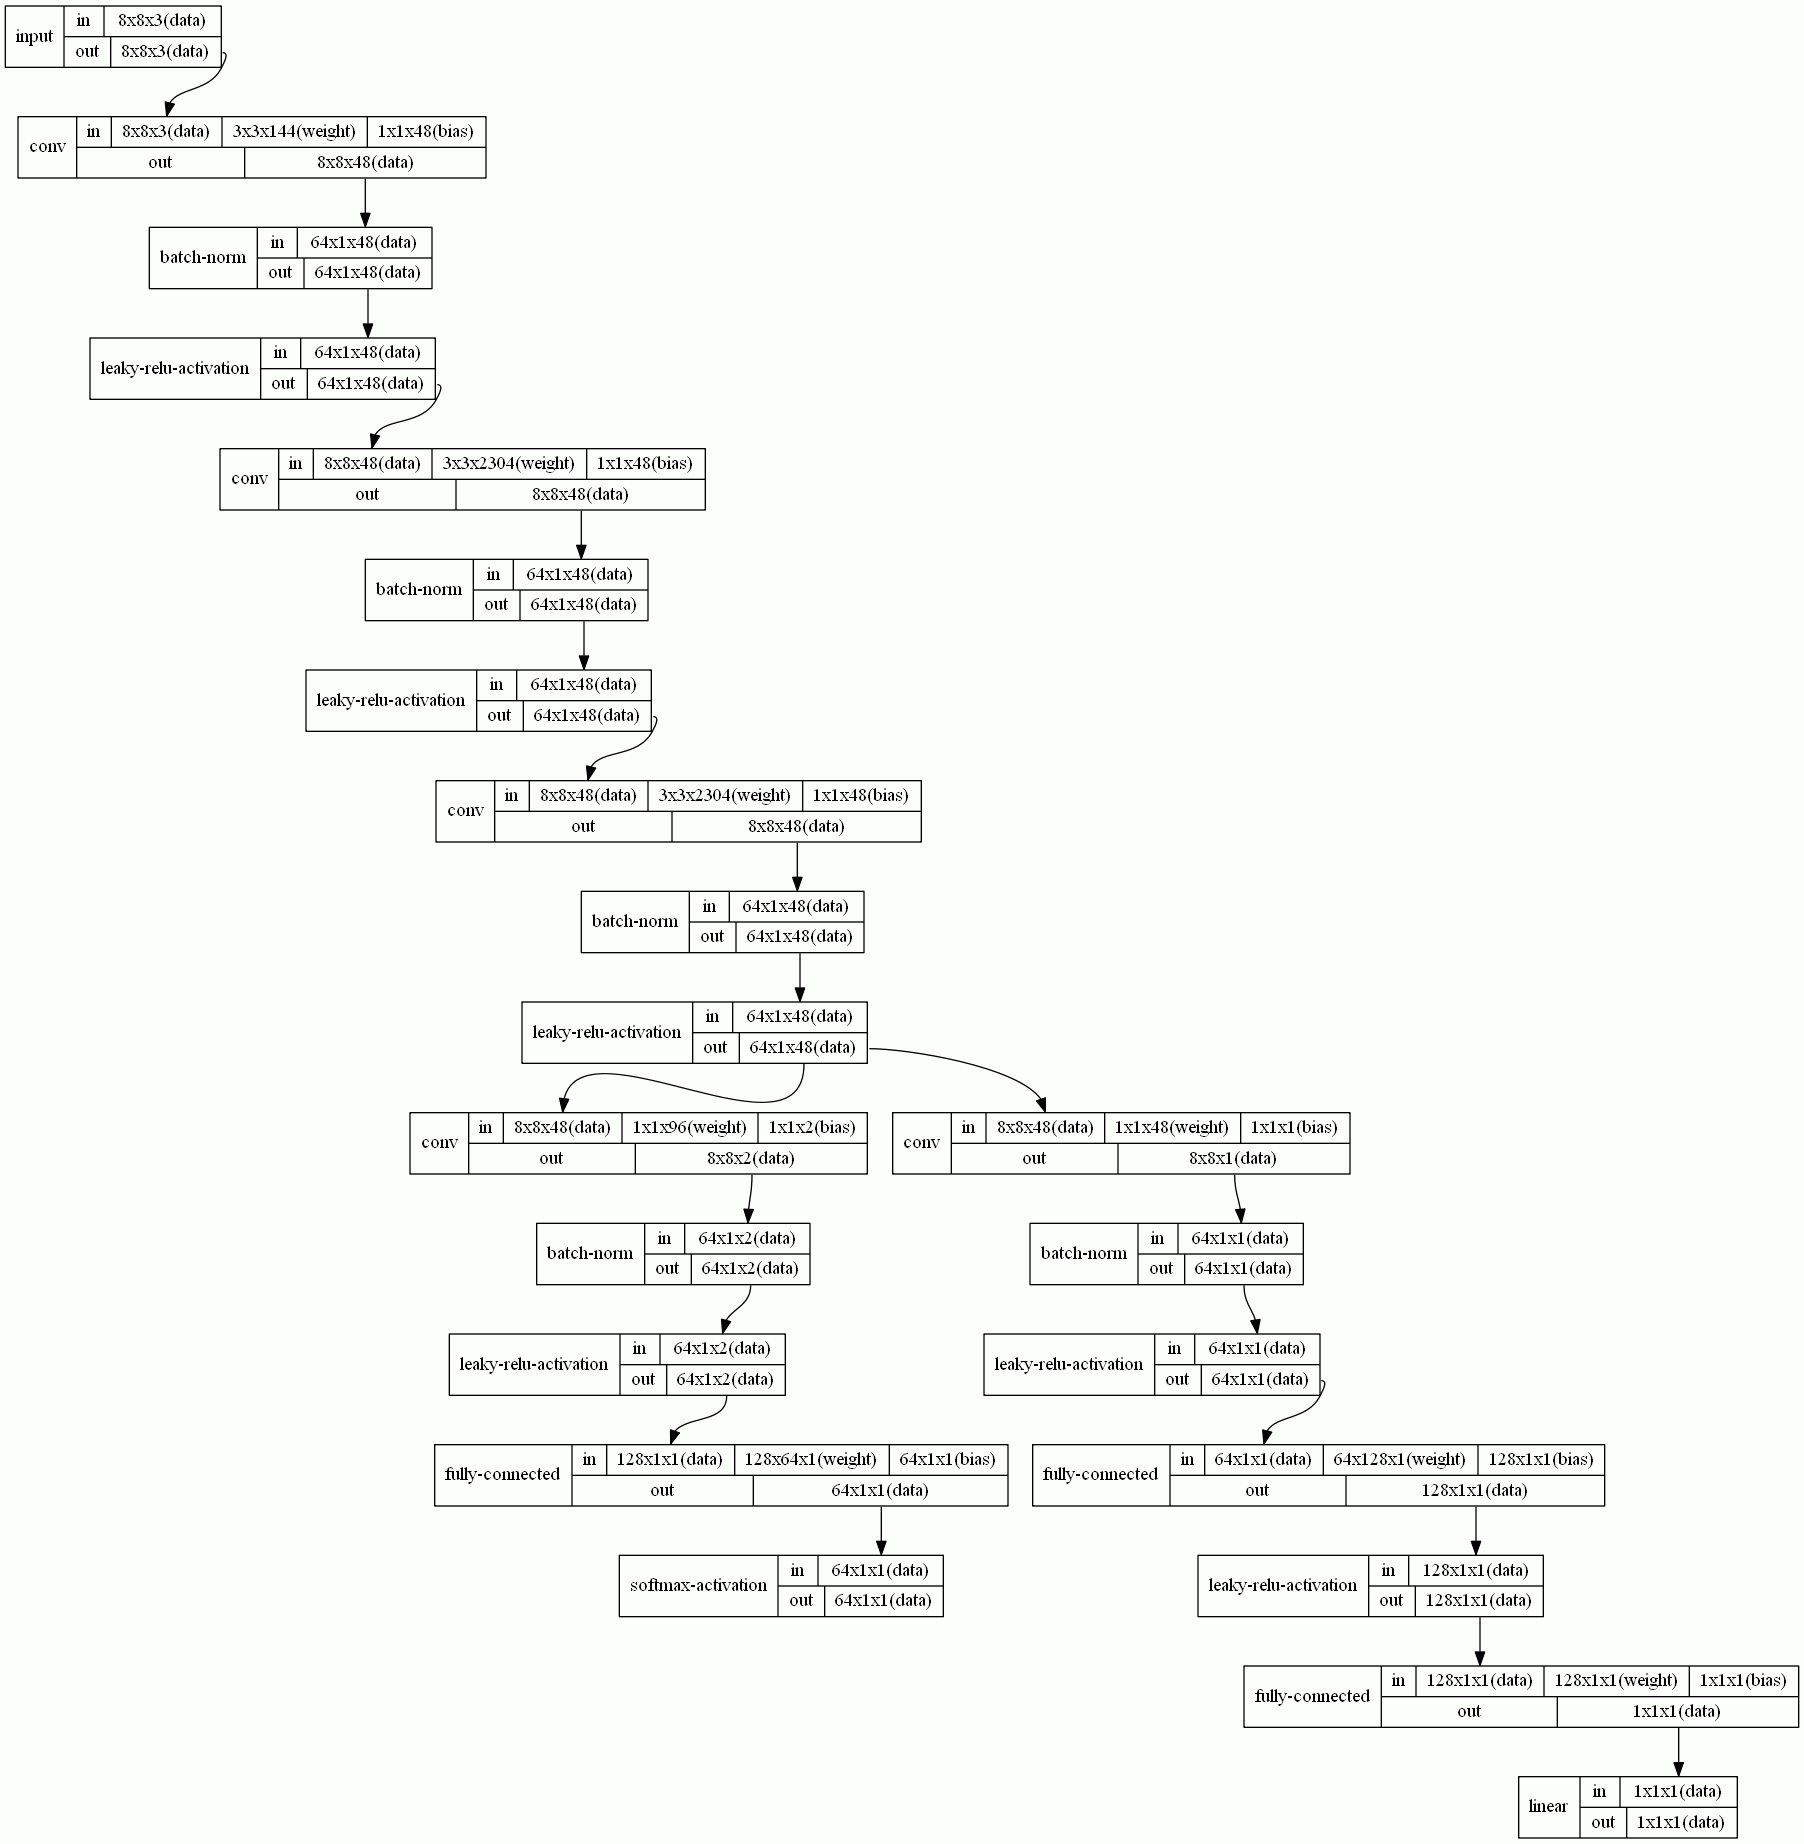 input in 8x8x3(data)
out 8x8x3(data)
conv in 8x8x3(data) 3x3x144(weight) 1x1x48(bias)
out 8x8x48(data)
batch-norm in 64x1x48(data)
out 64x1x48(data)
leaky-relu-activation in 64x1x48(data)
out 64x1x48(data)
conv in 8x8x48(data) 3x3x2304(weight) 1x1x48(bias)
out 8x8x48(data)
batch-norm in 64x1x48(data)
out 64x1x48(data)
leaky-relu-activation in 64x1x48(data)
out 64x1x48(data)
conv in 8x8x48(data) 3x3x2304(weight) 1x1x48(bias)
out 8x8x48(data)
batch-norm in 64x1x48(data)
out 64x1x48(data)
leaky-relu-activation in 64x1x48(data)
out 64x1x48(data)
conv in 8x8x48(data) 1x1x96(weight) 1x1x2(bias)
out 8x8x2(data)
conv in 8x8x48(data) 1x1x48(weight) 1x1x1(bias)
out 8x8x1(data)
batch-norm in 64x1x2(data)
out 64x1x2(data)
batch-norm in 64x1x1(data)
out 64x1x1(data)
leaky-relu-activation in 64x1x2(data)
out 64x1x2(data)
leaky-relu-activation in 64x1x1(data)
out 64x1x1(data)
fully-connected in 128x1x1(data) 128x64x1(weight) 64x1x1(bias)
out 64x1x1(data)
fully-connected in 64x1x1(data) 64x128x1(weight) 128x1x1(bias)
out 128x1x1(data)
softmax-activation in 64x1x1(data)
out 64x1x1(data)
leaky-relu-activation in 128x1x1(data)
out 128x1x1(data)
fully-connected in 128x1x1(data) 128x1x1(weight) 1x1x1(bias)
out 1x1x1(data)
linear in 1x1x1(data)
out 1x1x1(data)